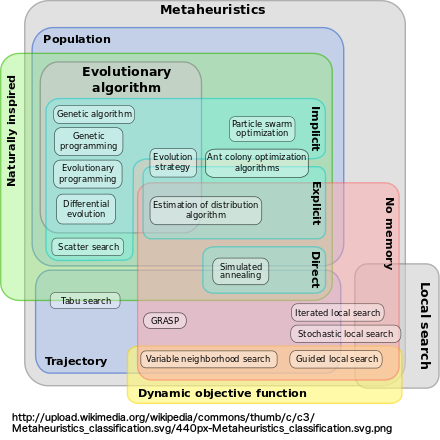 Metaheuristics
Population
Evolutionary
algorithm
Naturally inspired
Genetic algorithm
Implicit
Particle swarm
optimization
Genetic
programming
Evolution
strategy
Ant colony optimization
algorithms
Evolutionary
programming
Explicit
Differential
evolution
Estimation of distribution
algorithm
No memory
Scatter search
Direct
Simulated
annealing
Local search
Tabu search
GRASP
Iterated local search
Stochastic local search
Trajectory
Variable neighborhood search
Guided local search
Dynamic objective function
http://upload.wikimedia.org/wikipedia/commons/thumb/c/c3/
Metaheuristics_classification.svg/440px-Metaheuristics_classification.svg.png